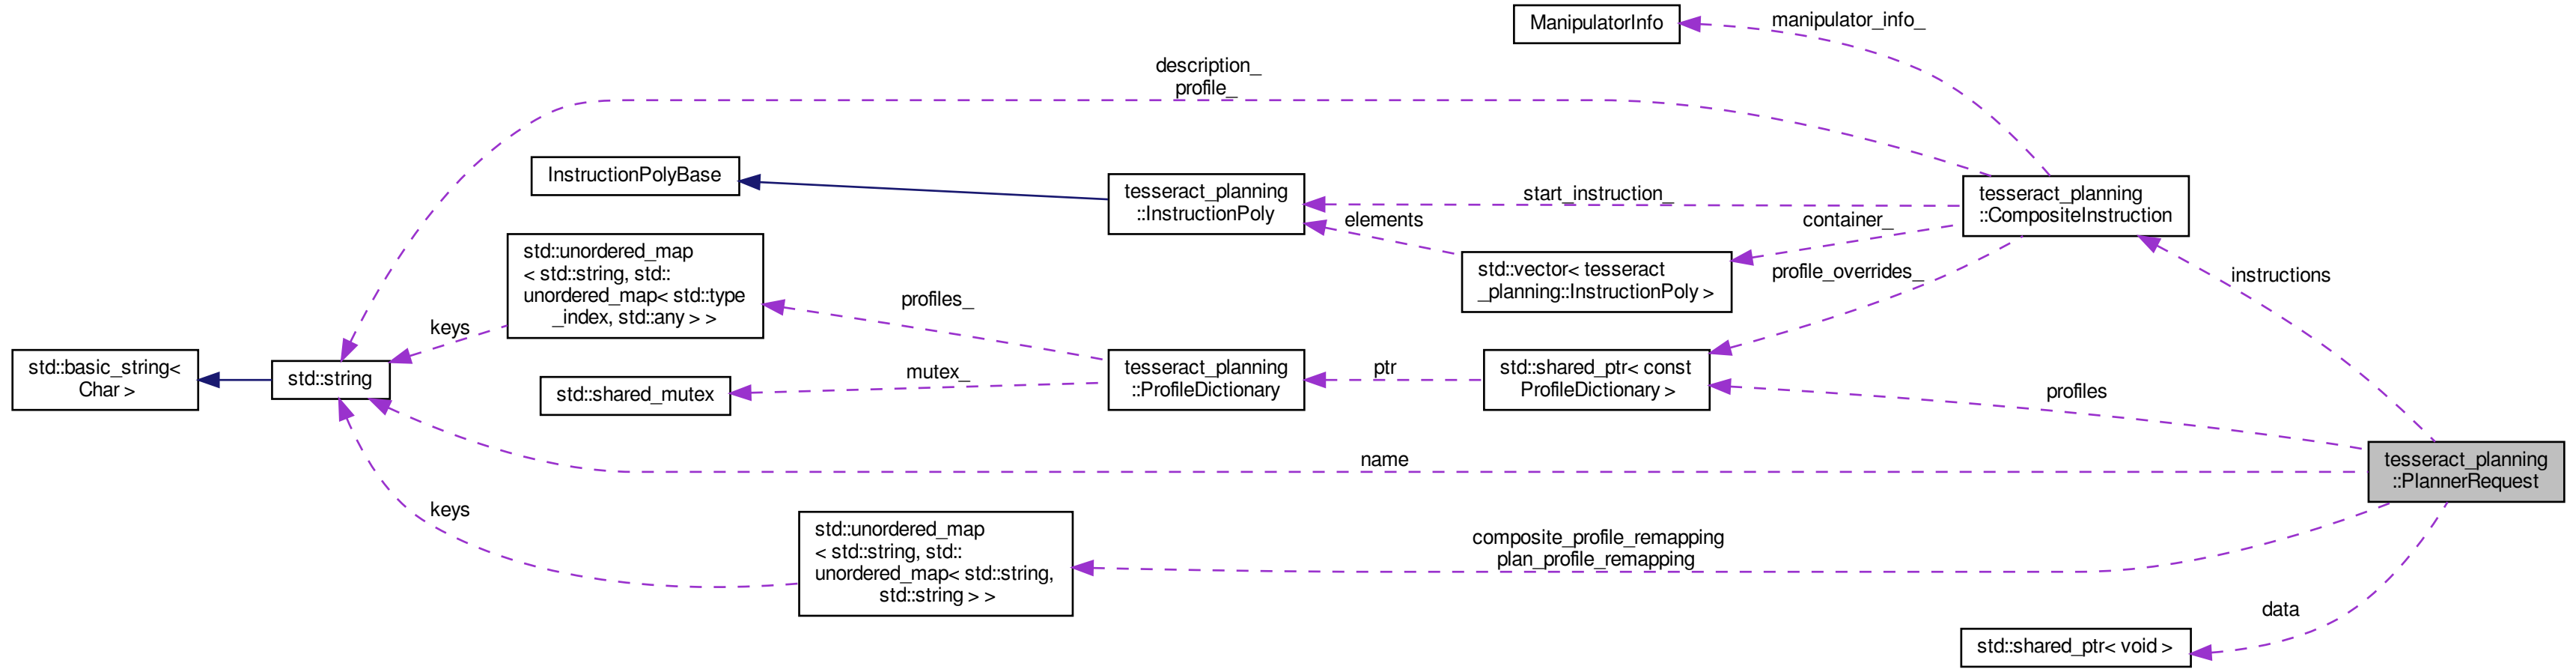 ManipulatorInfo
manipulator_info_
description_
profile_
InstructionPolyBase
tesseract_planning
::InstructionPoly
start_instruction_
tesseract_planning
::CompositeInstruction
elements
container_
std::unordered_map
< std::string, std::
unordered_map< std::type
_index, std::any > >
std::vector< tesseract
_planning::InstructionPoly >
profile_overrides_
instructions
profiles_
keys
std::basic_string<
Char >
std::string
std::shared_mutex
mutex_
tesseract_planning
::ProfileDictionary
ptr
std::shared_ptr< const
ProfileDictionary >
profiles
name
tesseract_planning
::PlannerRequest
keys
std::unordered_map
< std::string, std::
unordered_map< std::string,
std::string > >
composite_profile_remapping
plan_profile_remapping
data
std::shared_ptr< void >